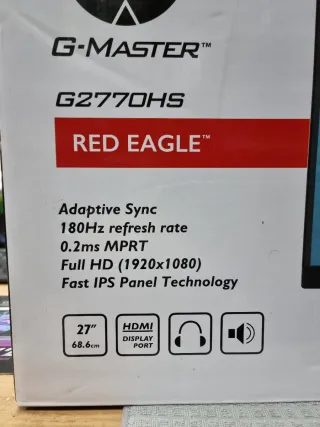 G-MASTER™
G2770HS
RED EAGLE™
Adaptive Sync
180Hz refresh rate
0.2ms MPRT
Full HD (1920x1080)
Fast IPS Panel Technology
27"
68.6cm
HDMI
DISPLAY
PORT